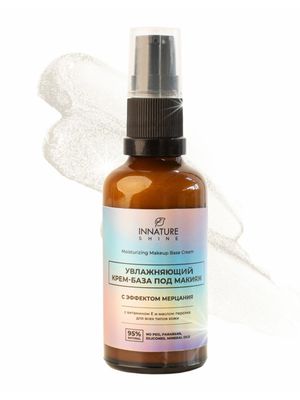 INNATURE
SHINE
Moisturizing Makeup Base Cream
УВЛАЖНЯЮЩИЙ
КРЕМ-БАЗА ПОД МАКИЯЖ
С ЭФФЕКТОМ МЕРЦАНИЯ
с витамином Е и маслом персика
для всех типов кожи
95%
NATURAL
NO PEG, PARABENS,
SILICONES, MINERAL OILS